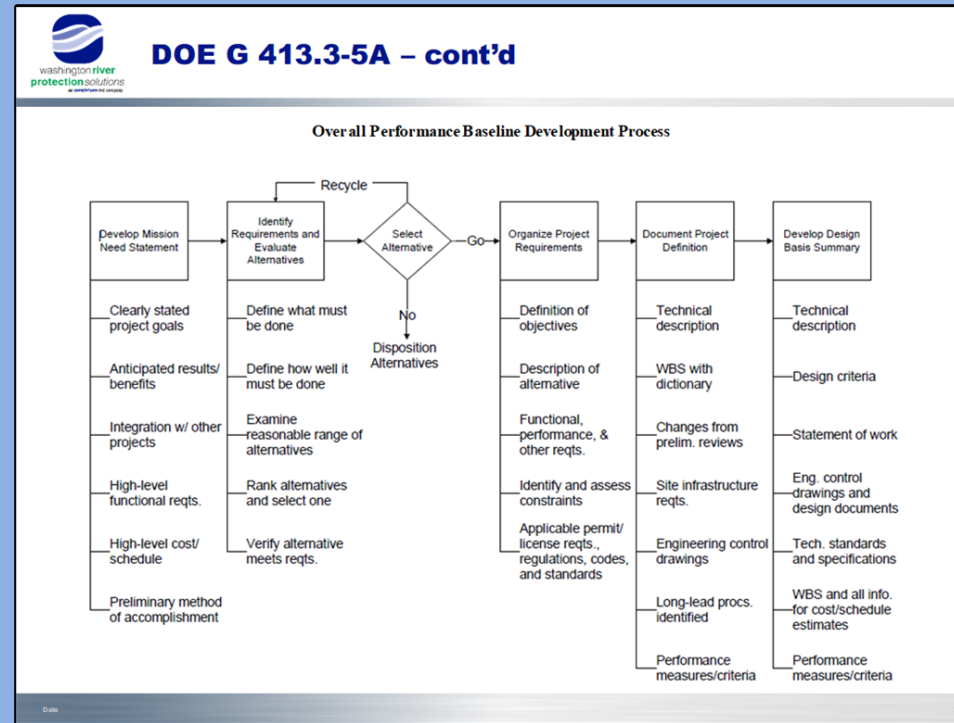 washingtonriver
protectionsolutions
DOE G 413.3-5A – cont’d
Overall Performance Baseline Development Process
Recycle
Develop Mission
Need Statement
Identify
Requirements and
Evaluate
Alternatives
Select
Alternative
Go
Organize Project
Requirements
Document Project
Definition
Develop Design
Basis Summary
Clearly stated
project goals
Anticipated results/
benefits
Integration w/ other
projects
High-level
functional reqts.
High-level cost/
schedule
Preliminary method
of accomplishment
Define what must
be done
Define how well it
must be done
Examine
reasonable range of
alternatives
Rank alternatives
and select one
Verify alternative
meets reqts.
No
Disposition
Alternatives
Definition of
objectives
Description of
alternative
Functional,
performance, &
other reqts.
Identify and assess
constraints
Applicable permit/
license reqts.,
regulations, codes,
and standards
Technical
description
WBS with
dictionary
Changes from
prelim. reviews
Site infrastructure
reqts.
Engineering control
drawings
Long-lead procs.
identified
Performance
measures/criteria
Technical
description
Design criteria
Statement of work
Eng. control
drawings and
design documents
Tech. standards
and specifications
WBS and all info.
for cost/schedule
estimates
Performance
measures/criteria
Date